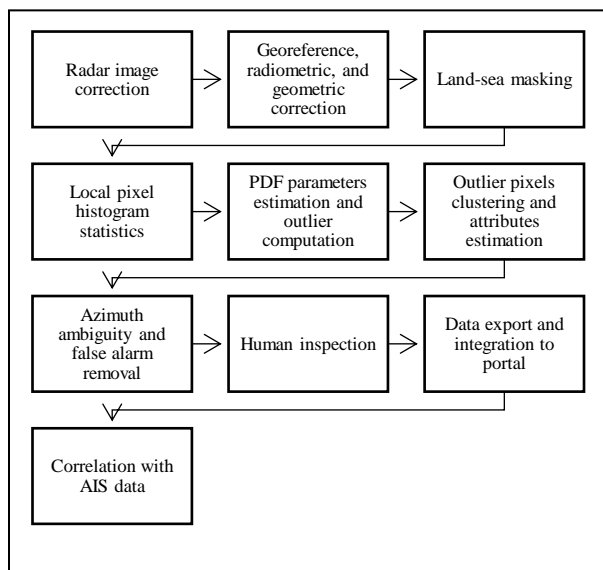 Radar image
correction
Georeference,
radiometric, and
geometric
correction
Land-sea masking
Local pixel
histogram
statistics
PDF parameters
estimation and
outlier
computation
Outlier pixels
clustering and
attributes
estimation
Azimuth
ambiguity and
false alarm
removal
Human inspection
Data export and
integration to
portal
Correlation with
AIS data